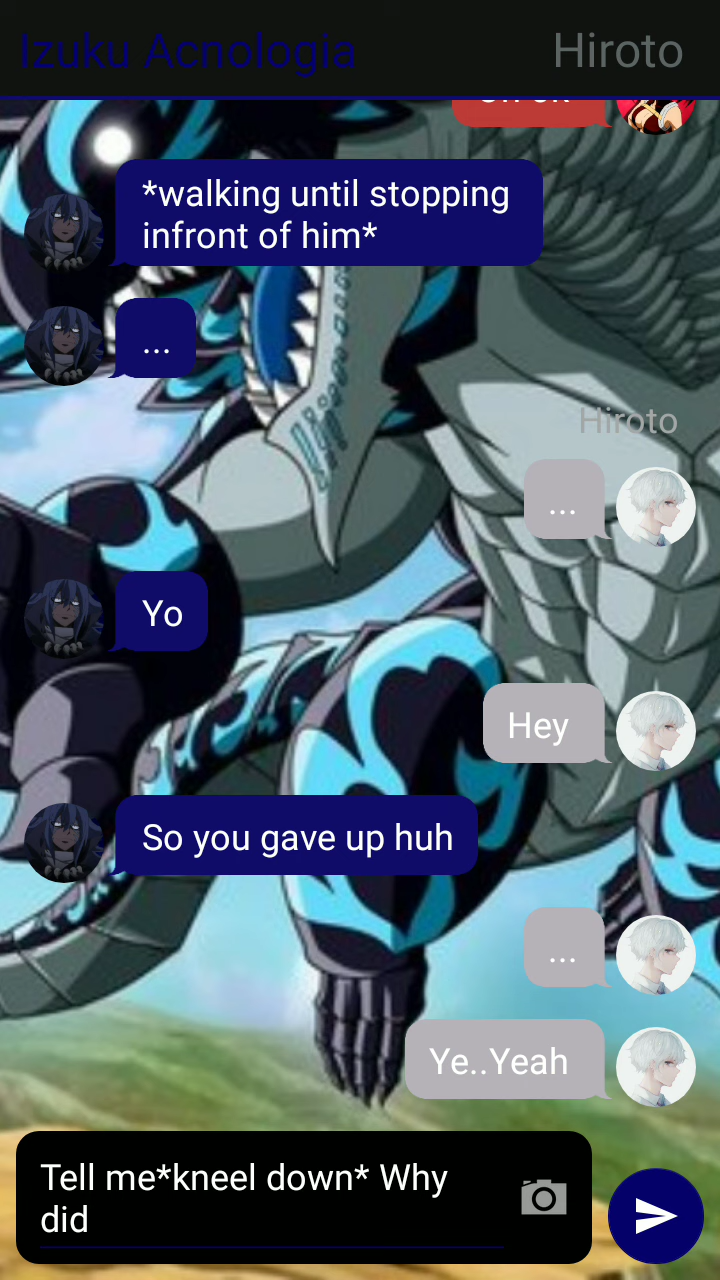 Izuku Acnologia
Hiroto
*walking until stopping
infront of him*
...
Hiroto
...
Yo
Hey
So you gave up huh
...
Ye..Yeah
Tell me*kneel down* Why
did